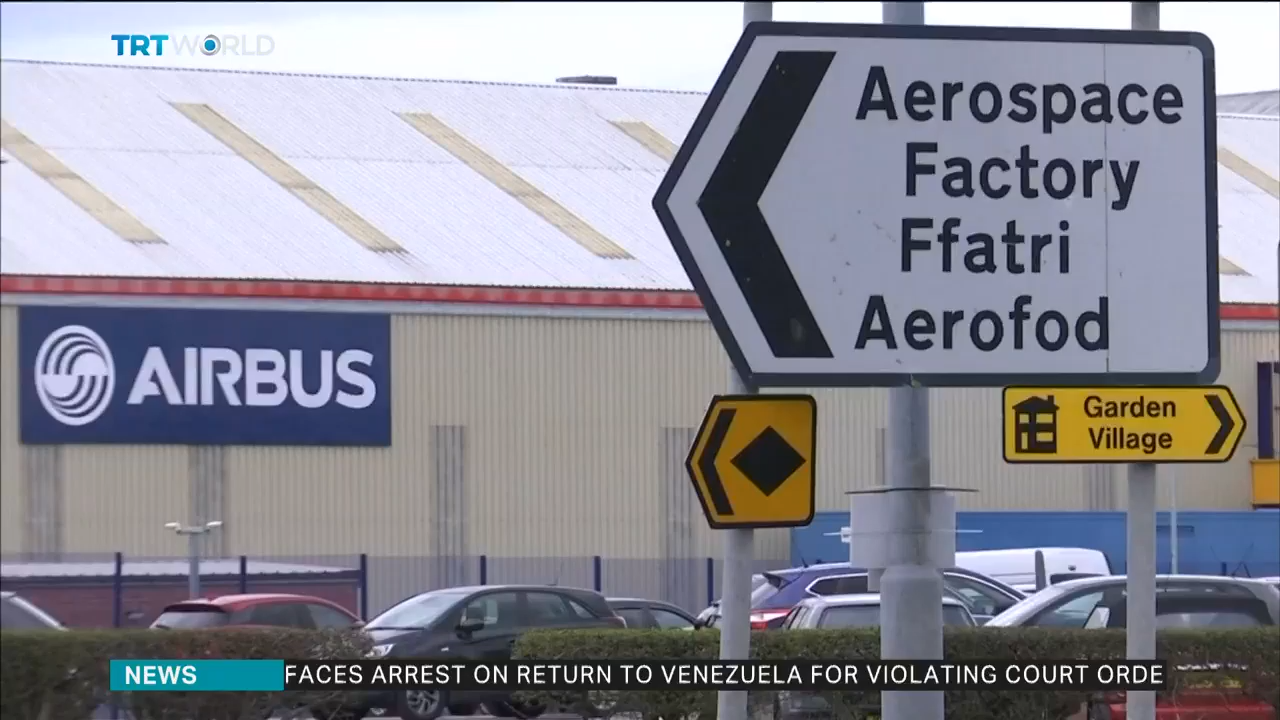 TRT WORLD
Aerospace
Factory
Ffatri
Aerofod
AIRBUS
Garden
Village
NEWS
FACES ARREST ON RETURN TO VENEZUELA FOR VIOLATING COURT ORDE